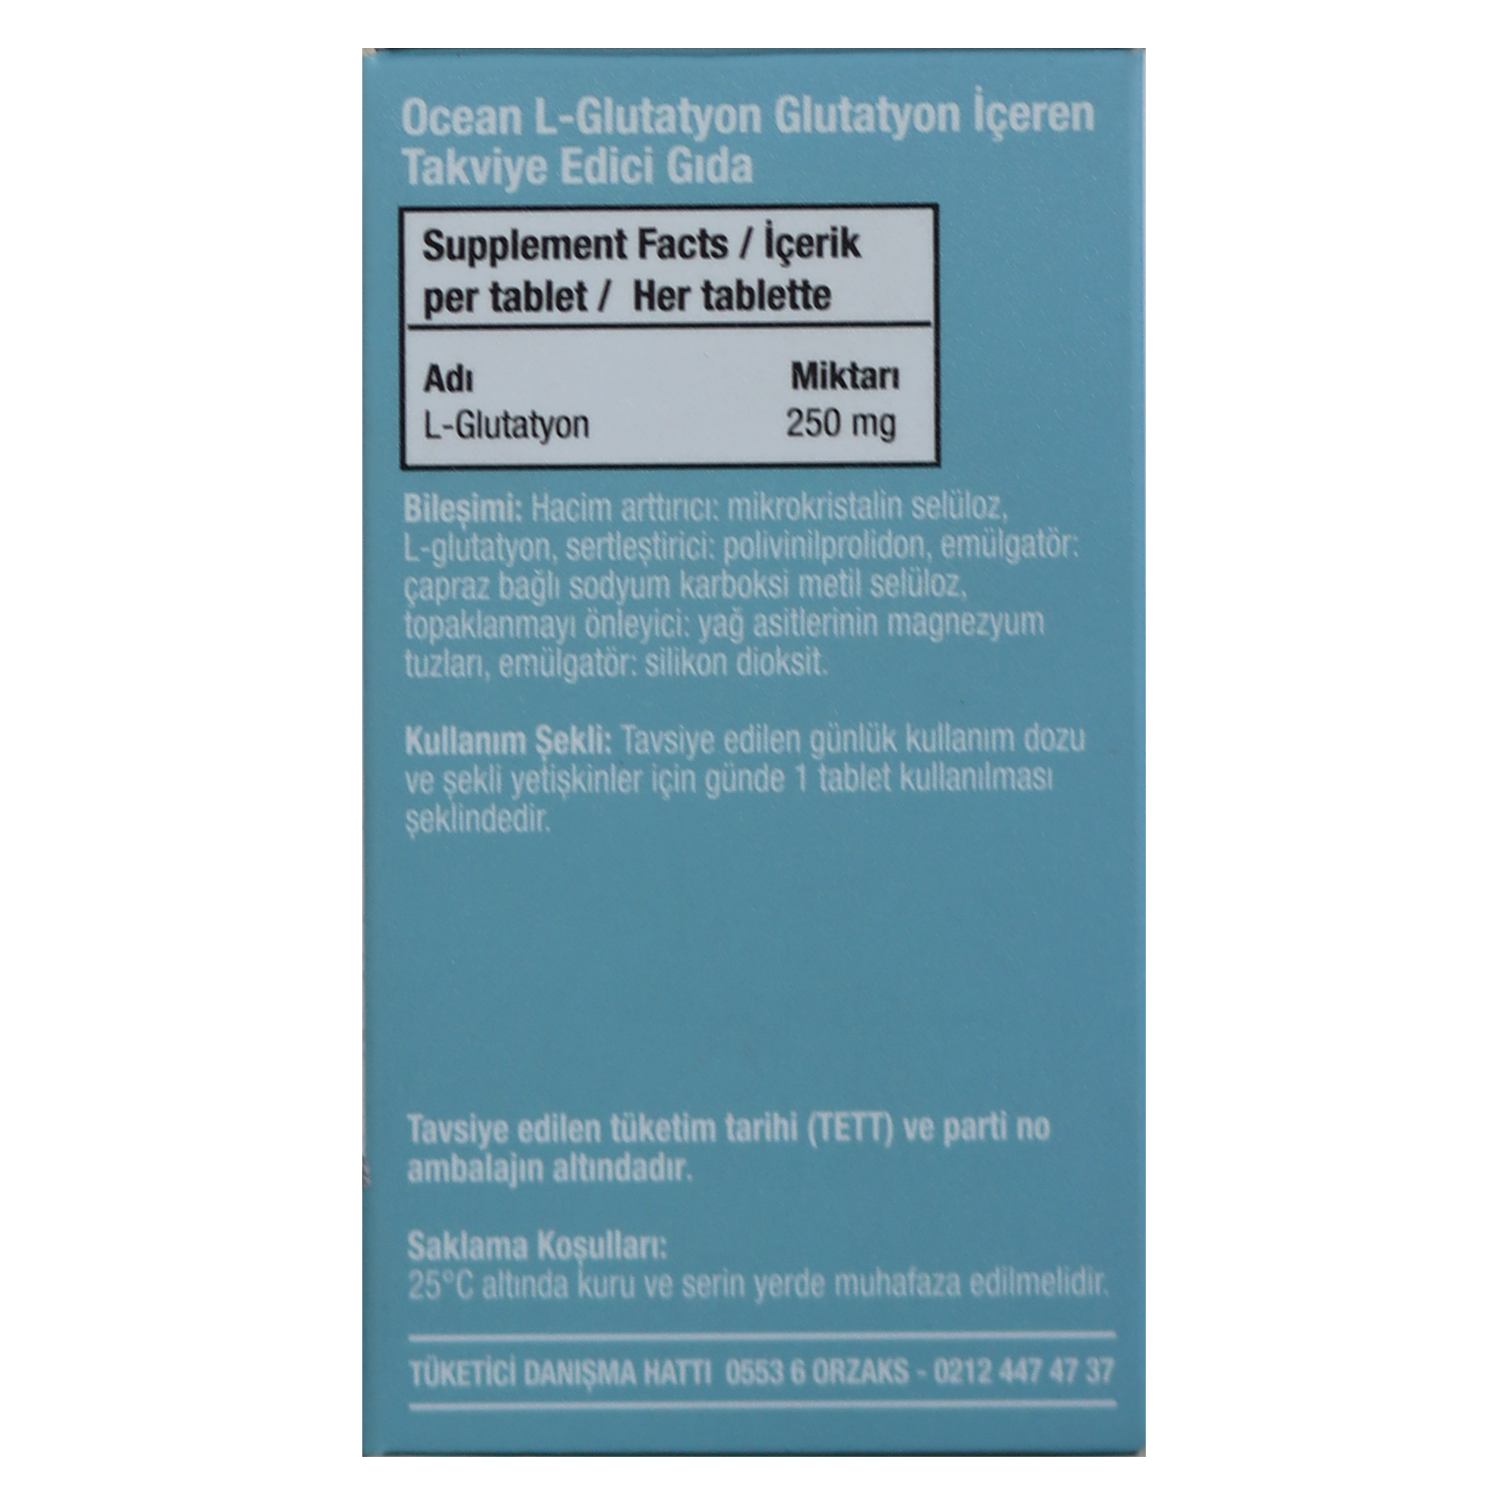 Ocean L-Glutatyon Glutatyon İçeren
Takviye Edici Gıda
Supplement Facts / İçerik
per tablet / Her tablette
Adı Miktarı
L-Glutatyon 250 mg
Bileşimi: Hacim arttırıcı: mikrokristalin selüloz,
L-glutatyon, sertleştirici: polivinilprolidon, emülgatör:
çapraz bağlı sodyum karboksi metil selüloz,
topaklanmayı önleyici: yağ asitlerinin magnezyum
tuzları, emülgatör: silikon dioksit.
Kullanım Şekli: Tavsiye edilen günlük kullanım dozu
ve şekli yetişkinler için günde 1 tablet kullanılması
şeklindedir.
Tavsiye edilen tüketim tarihi (TETT) ve parti no
ambalajın altındadır.
Saklama Koşulları:
25°C altında kuru ve serin yerde muhafaza edilmelidir.
TÜKETİCİ DANIŞMA HATTI 0553 6 ORZAKS - 0212 447 47 37